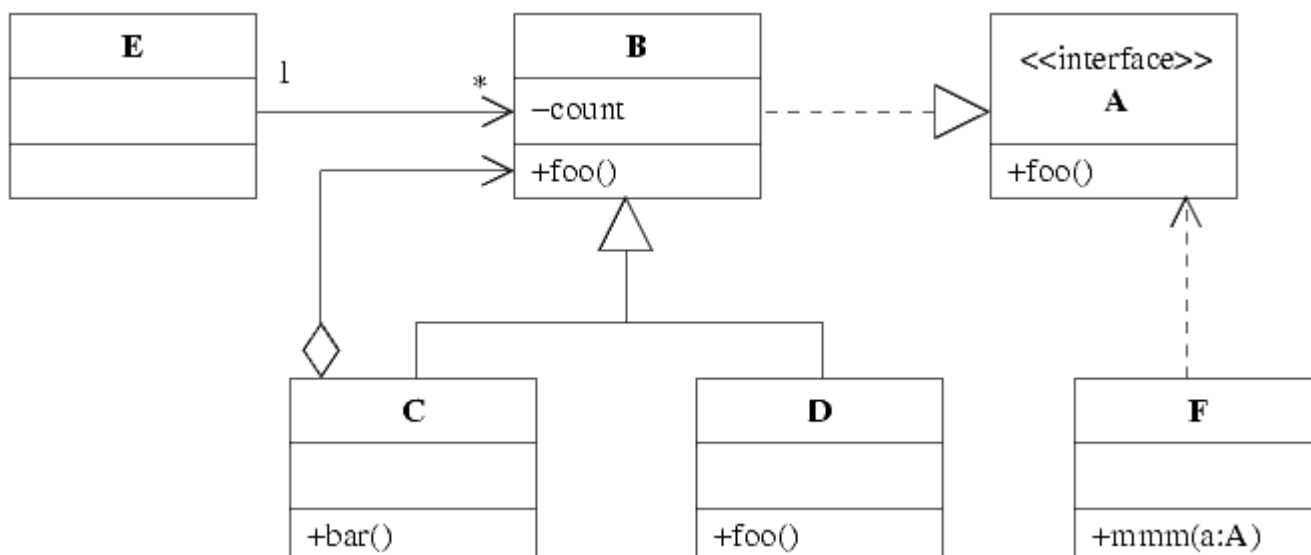 E
1
*
B
–count
+foo()
<<interface>>
A
+foo()
C
+bar()
D
+foo()
F
+mmm(a:A)